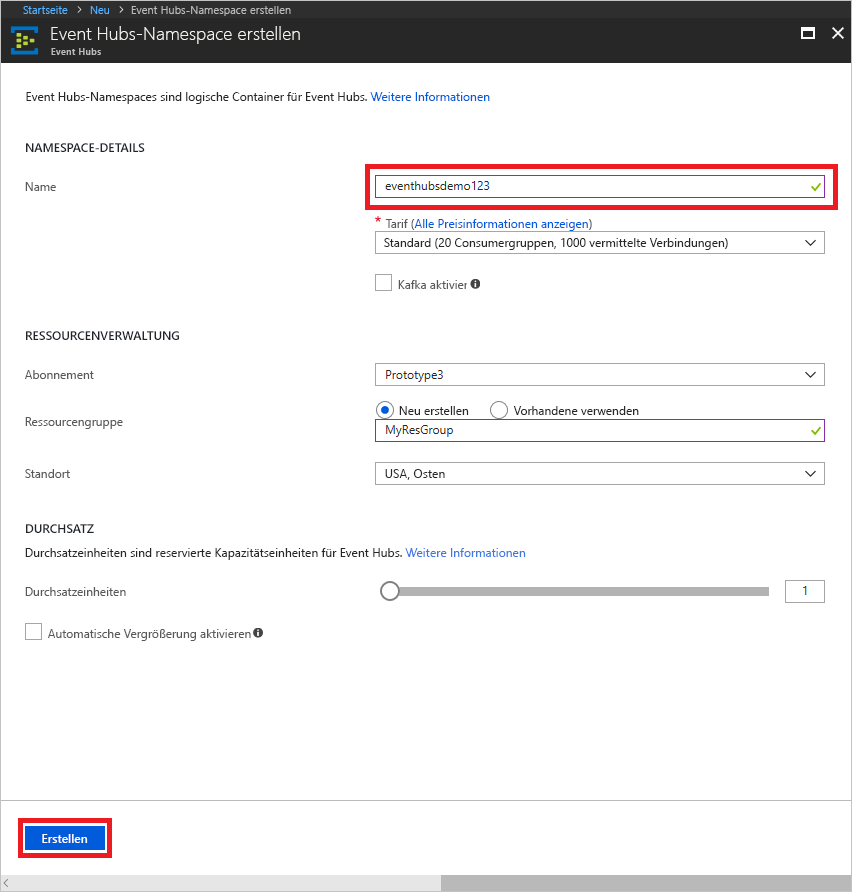 Startseite > Neu > Event Hubs-Namespace erstellen
Event Hubs-Namespace erstellen
Event Hubs
Event Hubs-Namespaces sind logische Container für Event Hubs. Weitere Informationen
NAMESPACE-DETAILS
Name
eventhubsdemo123
* Tarif (Alle Preisinformationen anzeigen)
Standard (20 Consumergruppen, 1000 vermittelte Verbindungen)
Kafka aktivier
RESSOURCENVERWALTUNG
Abonnement
Prototype3
Ressourcengruppe
Neu erstellen Vorhandene verwenden
MyResGroup
Standort
USA, Osten
DURCHSATZ
Durchsatzeinheiten sind reservierte Kapazitätseinheiten für Event Hubs. Weitere Informationen
Durchsatzeinheiten
1
Automatische Vergrößerung aktivieren
Erstellen